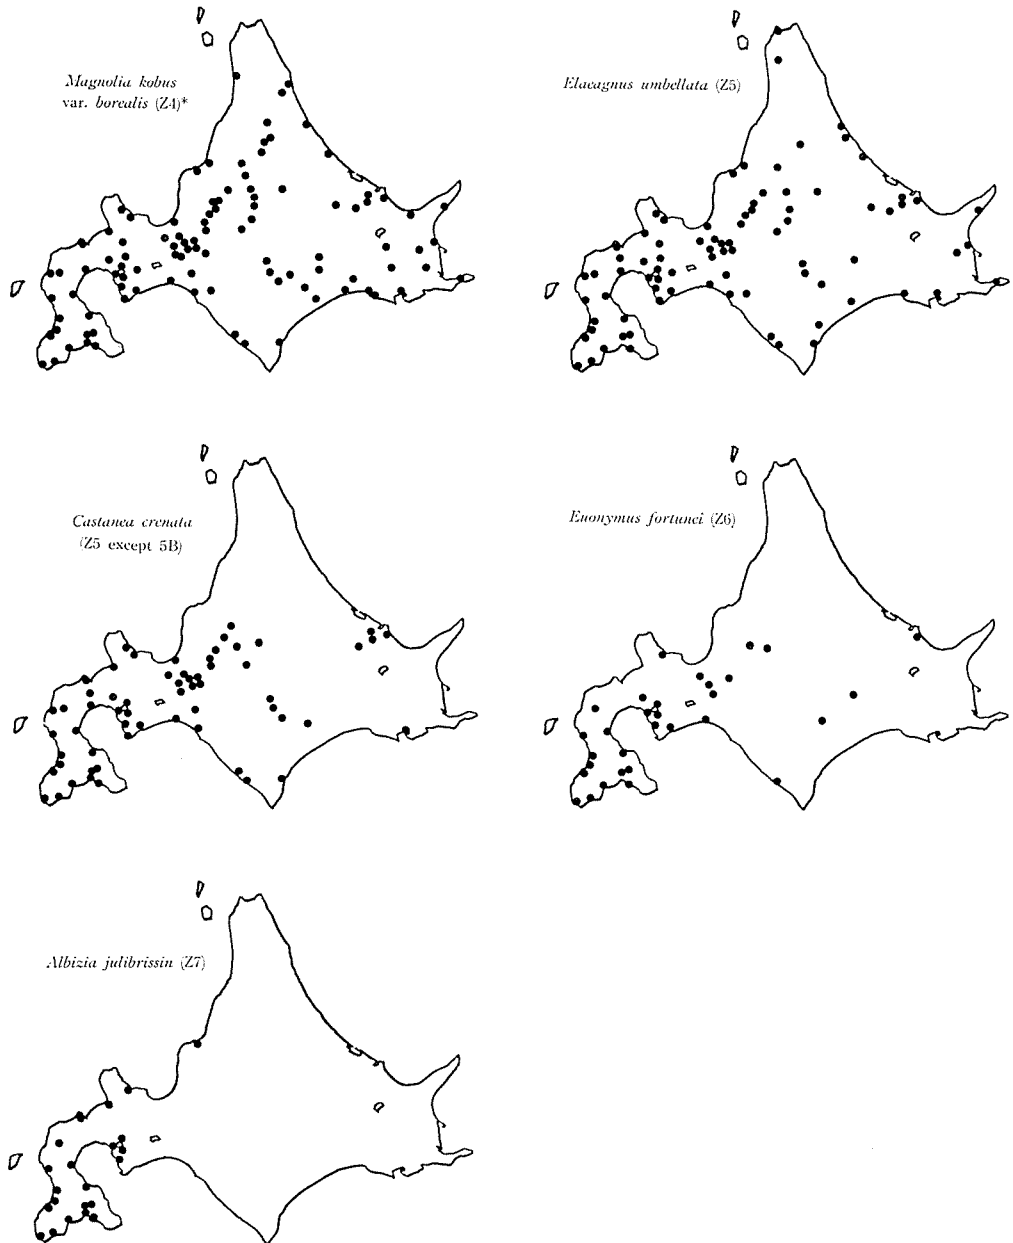 Magnolia kobus
var. borealis (Z4)*
Elaeagnus umbellata (Z5)
Castanea crenata
(Z5 except 5B)
Euonymus fortunei (Z6)
Albizia julibrissin (Z7)